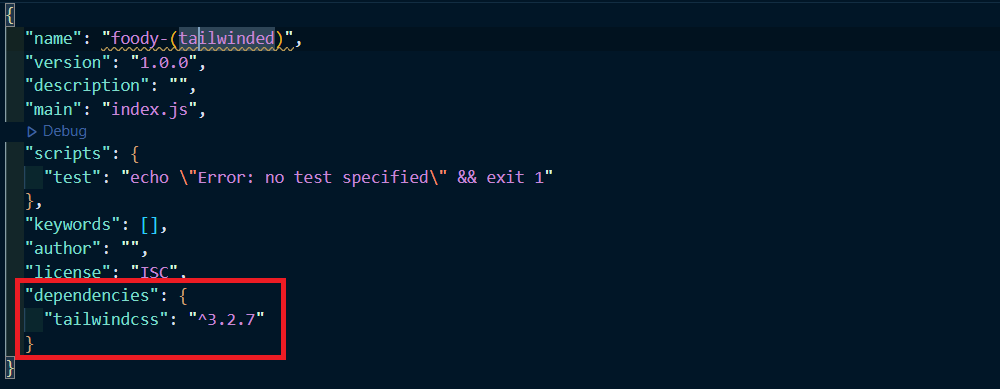 {
  "name": "foody-(tailwinded)",
  "version": "1.0.0",
  "description": "",
  "main": "index.js",
  Debug
  "scripts": {
    "test": "echo \"Error: no test specified\" && exit 1"
  },
  "keywords": [],
  "author": "",
  "license": "ISC",
  "dependencies": {
    "tailwindcss": "^3.2.7"
  }
}